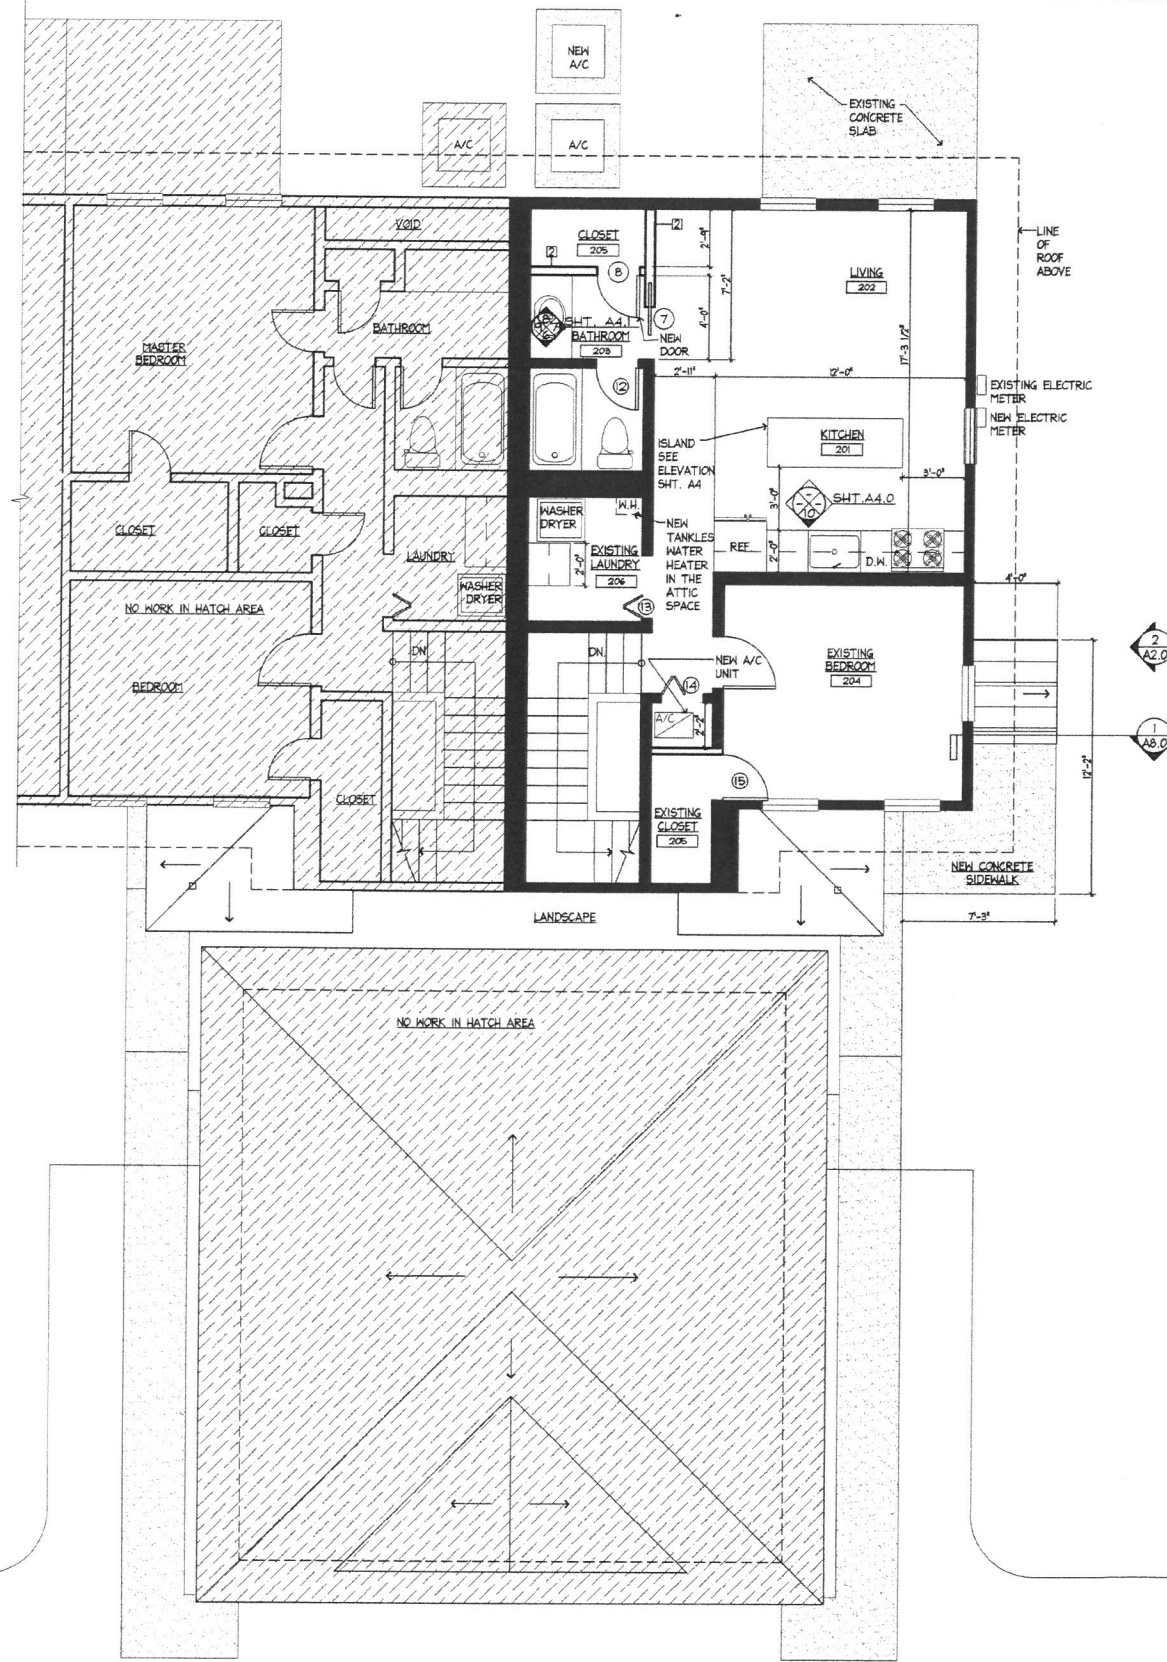 NEW
A/C
A/C
A/C
EXISTING
CONCRETE
SLAB
VOID
CLOSET
205
2
2
8
2'-9"
7'-2"
4'-0"
LIVING
202
LINE
OF
ROOF
ABOVE
MASTER
BEDROOM
BATHROOM
SHT. A4.1
BATHROOM
203
7
NEW
DOOR
17'-3 1/2"
2'-11"
12'-0"
12
EXISTING ELECTRIC
METER
NEW ELECTRIC
METER
ISLAND
SEE
ELEVATION
SHT. A4
KITCHEN
201
3'-0"
3'-0"
SHT.A4.0
10
CLOSET
CLOSET
LAUNDRY
WASHER
DRYER
WASHER
DRYER
W.H.
EXISTING
LAUNDRY
206
2'-0"
NEW
TANKLES
WATER
HEATER
IN THE
ATTIC
SPACE
REF.
2'-0"
D.W.
4'-0"
NO WORK IN HATCH AREA
13
BEDROOM
DN.
DN.
NEW A/C
UNIT
14
A/C
2'-2"
EXISTING
BEDROOM
204
2
A2.0
1
A8.0
12'-2"
CLOSET
15
EXISTING
CLOSET
205
NEW CONCRETE
SIDEWALK
LANDSCAPE
7'-3"
NO WORK IN HATCH AREA